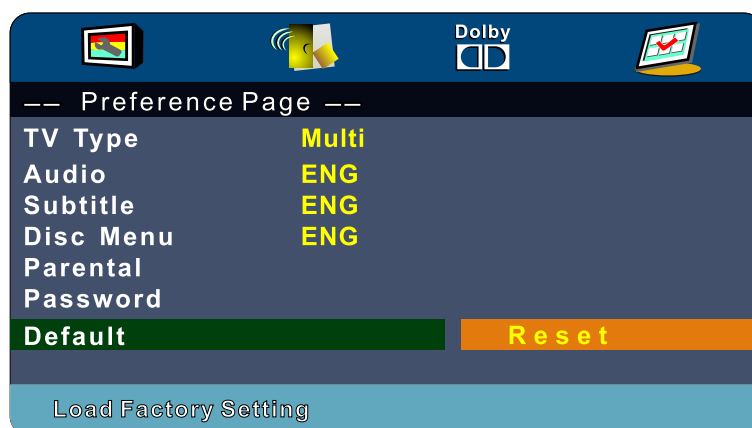 Dolby
-- Preference Page --
TV Type Multi
Audio ENG
Subtitle ENG
Disc Menu ENG
Parental
Password
Default Reset
Load Factory Setting